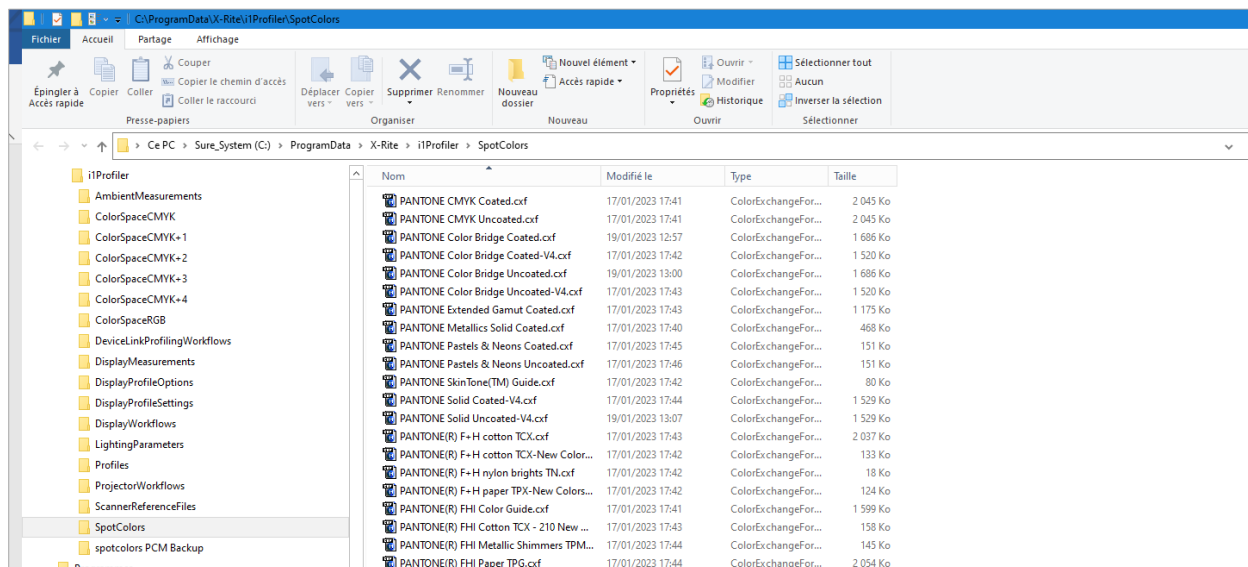 C:\ProgramData\X-Rite\i1Profiler\SpotColors
Fichier Accueil Partage Affichage
Épingler à Accès rapide
Copier
Coller
Couper
Copier le chemin d'accès
Coller le raccourci
Presse-papiers
Déplacer vers
Copier vers
Supprimer
Renommer
Organiser
Nouveau dossier
Nouvel élément
Accès rapide
Nouveau
Propriétés
Ouvrir
Modifier
Historique
Ouvrir
Sélectionner tout
Aucun
Inverser la sélection
Sélectionner
Ce PC > Sure_System (C:) > ProgramData > X-Rite > i1Profiler > SpotColors
i1Profiler
AmbientMeasurements
ColorSpaceCMYK
ColorSpaceCMYK+1
ColorSpaceCMYK+2
ColorSpaceCMYK+3
ColorSpaceCMYK+4
ColorSpaceRGB
DeviceLinkProfilingWorkflows
DisplayMeasurements
DisplayProfileOptions
DisplayProfileSettings
DisplayWorkflows
LightingParameters
Profiles
ProjectorWorkflows
ScannerReferenceFiles
SpotColors
spotcolors PCM Backup
Nom Modifié le Type Taille
PANTONE CMYK Coated.cxf 17/01/2023 17:41 ColorExchangeFor... 2 045 Ko
PANTONE CMYK Uncoated.cxf 17/01/2023 17:41 ColorExchangeFor... 2 045 Ko
PANTONE Color Bridge Coated.cxf 19/01/2023 12:57 ColorExchangeFor... 1 686 Ko
PANTONE Color Bridge Coated-V4.cxf 17/01/2023 17:42 ColorExchangeFor... 1 520 Ko
PANTONE Color Bridge Uncoated.cxf 19/01/2023 13:00 ColorExchangeFor... 1 686 Ko
PANTONE Color Bridge Uncoated-V4.cxf 17/01/2023 17:43 ColorExchangeFor... 1 520 Ko
PANTONE Extended Gamut Coated.cxf 17/01/2023 17:43 ColorExchangeFor... 1 175 Ko
PANTONE Metallics Solid Coated.cxf 17/01/2023 17:40 ColorExchangeFor... 468 Ko
PANTONE Pastels & Neons Coated.cxf 17/01/2023 17:45 ColorExchangeFor... 151 Ko
PANTONE Pastels & Neons Uncoated.cxf 17/01/2023 17:46 ColorExchangeFor... 151 Ko
PANTONE SkinTone(TM) Guide.cxf 17/01/2023 17:42 ColorExchangeFor... 80 Ko
PANTONE Solid Coated-V4.cxf 17/01/2023 17:44 ColorExchangeFor... 1 529 Ko
PANTONE Solid Uncoated-V4.cxf 19/01/2023 13:07 ColorExchangeFor... 1 529 Ko
PANTONE(R) F+H cotton TCX.cxf 17/01/2023 17:43 ColorExchangeFor... 2 037 Ko
PANTONE(R) F+H cotton TCX-New Color... 17/01/2023 17:42 ColorExchangeFor... 133 Ko
PANTONE(R) F+H nylon brights TN.cxf 17/01/2023 17:42 ColorExchangeFor... 18 Ko
PANTONE(R) F+H paper TPX-New Colors... 17/01/2023 17:42 ColorExchangeFor... 124 Ko
PANTONE(R) FHI Color Guide.cxf 17/01/2023 17:41 ColorExchangeFor... 1 599 Ko
PANTONE(R) FHI Cotton TCX - 210 New ... 17/01/2023 17:43 ColorExchangeFor... 158 Ko
PANTONE(R) FHI Metallic Shimmers TPM... 17/01/2023 17:44 ColorExchangeFor... 145 Ko
PANTONE(R) FHI Paper TPG.cxf 17/01/2023 17:44 ColorExchangeFor... 2 054 Ko